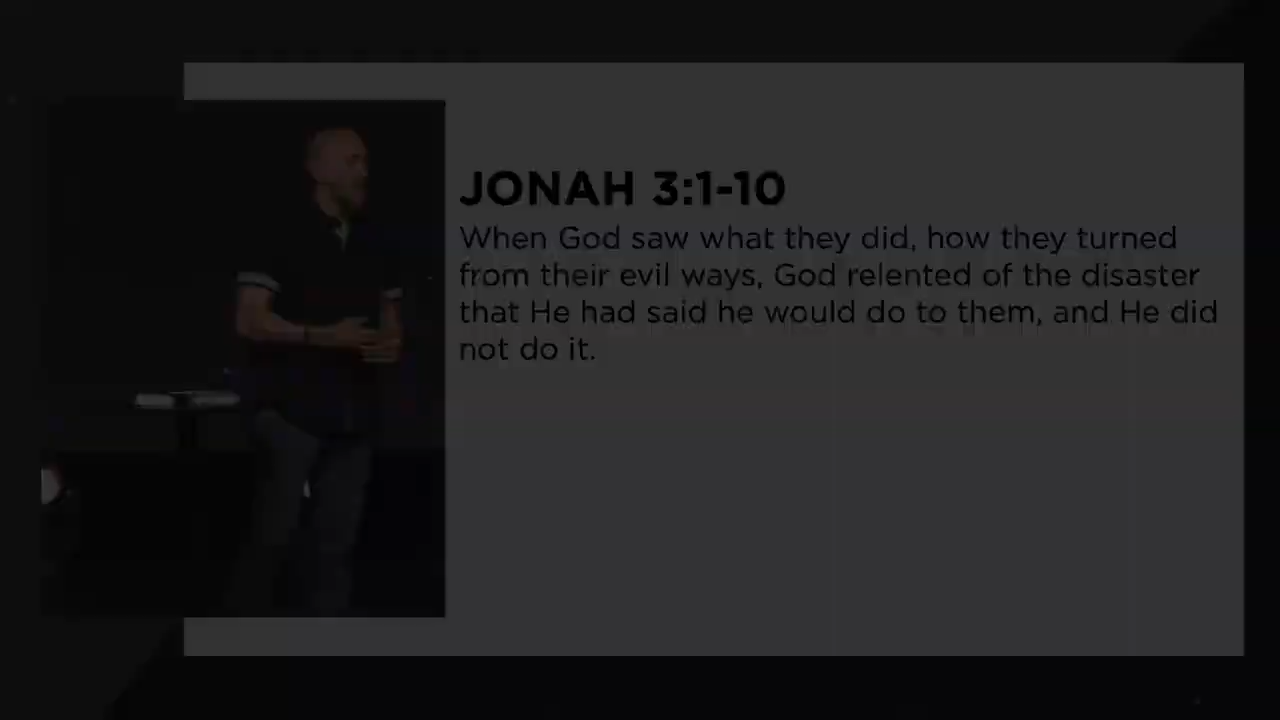 JONAH 3:1-10
When God saw what they did, how they turned
from their evil ways, God relented of the disaster
that He had said he would do to them, and He did
not do it.